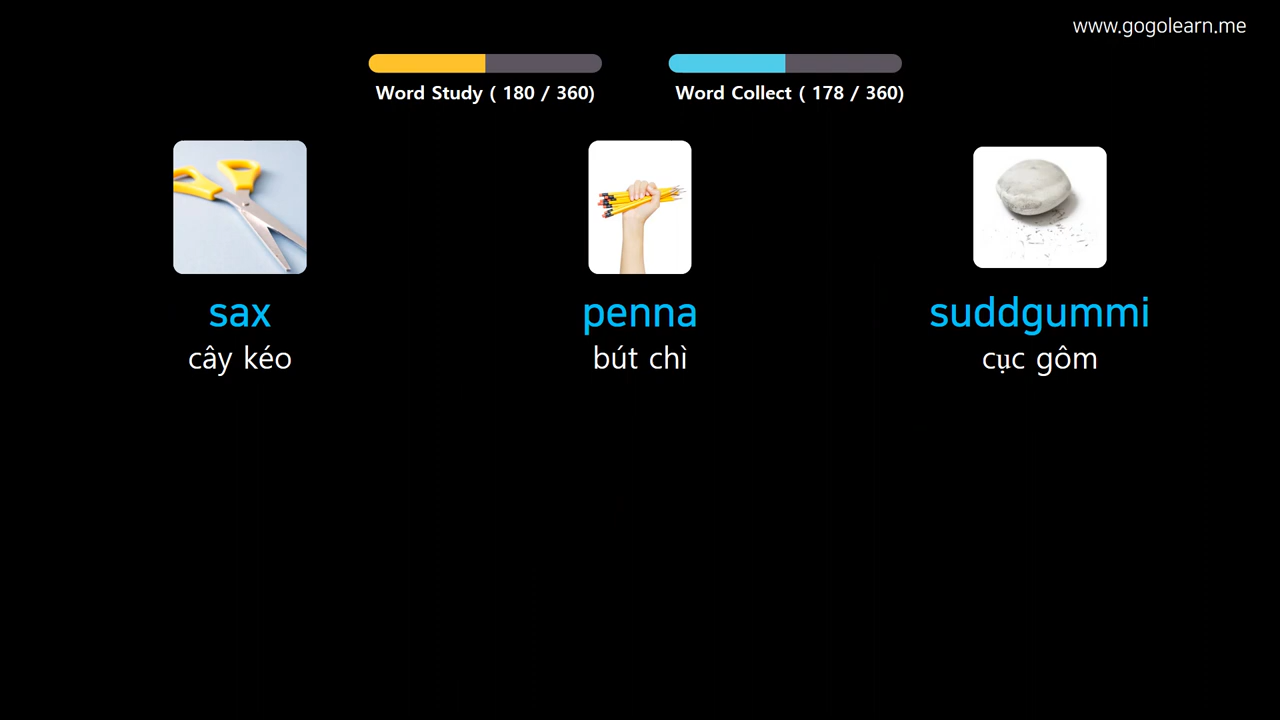 www.gogolearn.me
Word Study ( 180 / 360)
Word Collect ( 178 / 360)
sax
cây kéo
penna
bút chì
suddgummi
cục gôm